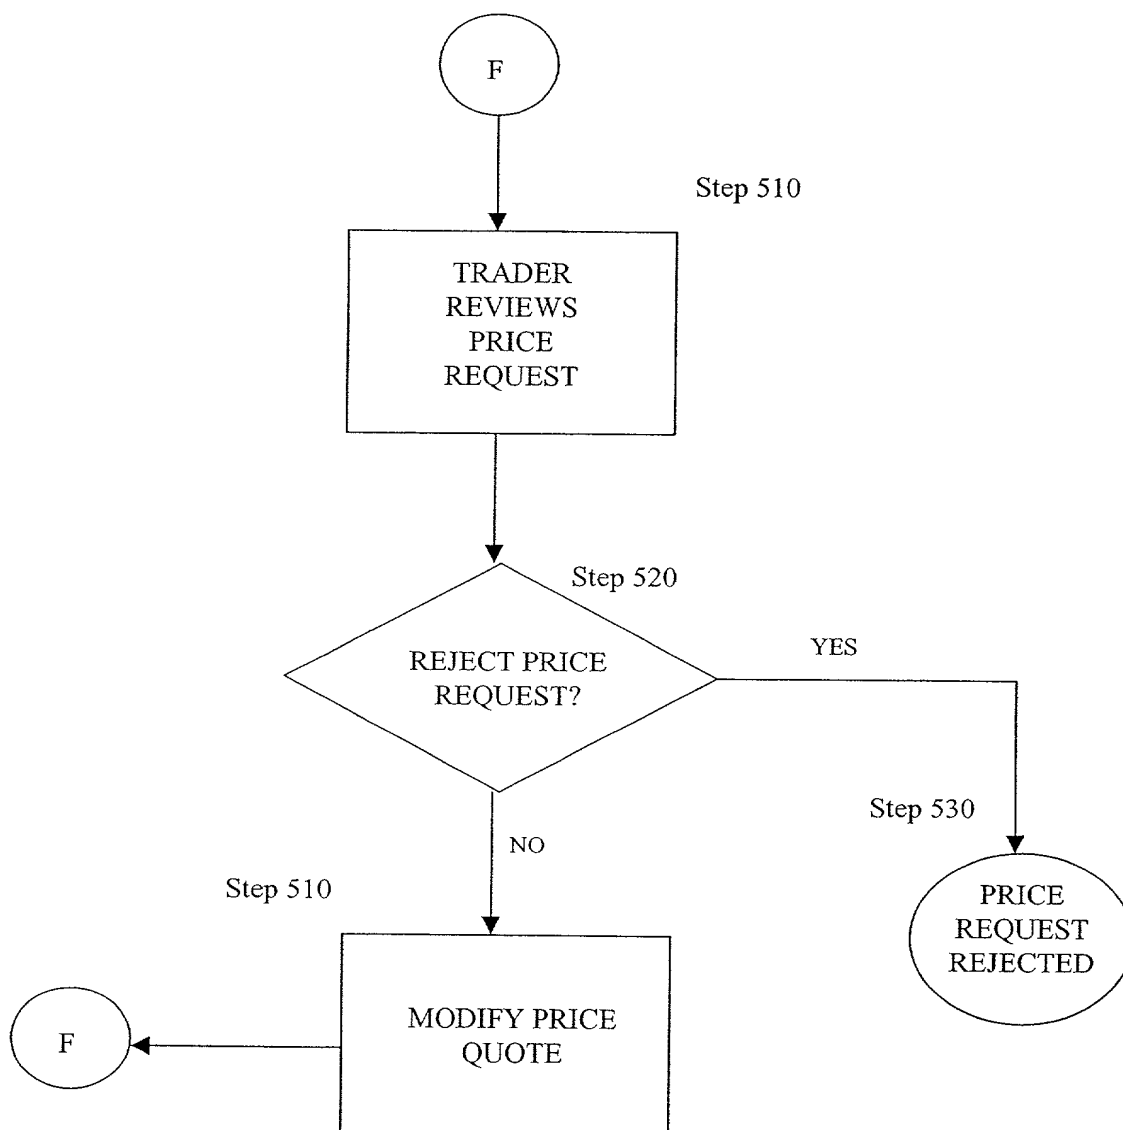 F
Step 510
TRADER
REVIEWS
PRICE
REQUEST
Step 520
REJECT PRICE
REQUEST?
YES
Step 530
NO
Step 510
PRICE
REQUEST
REJECTED
MODIFY PRICE
QUOTE
F